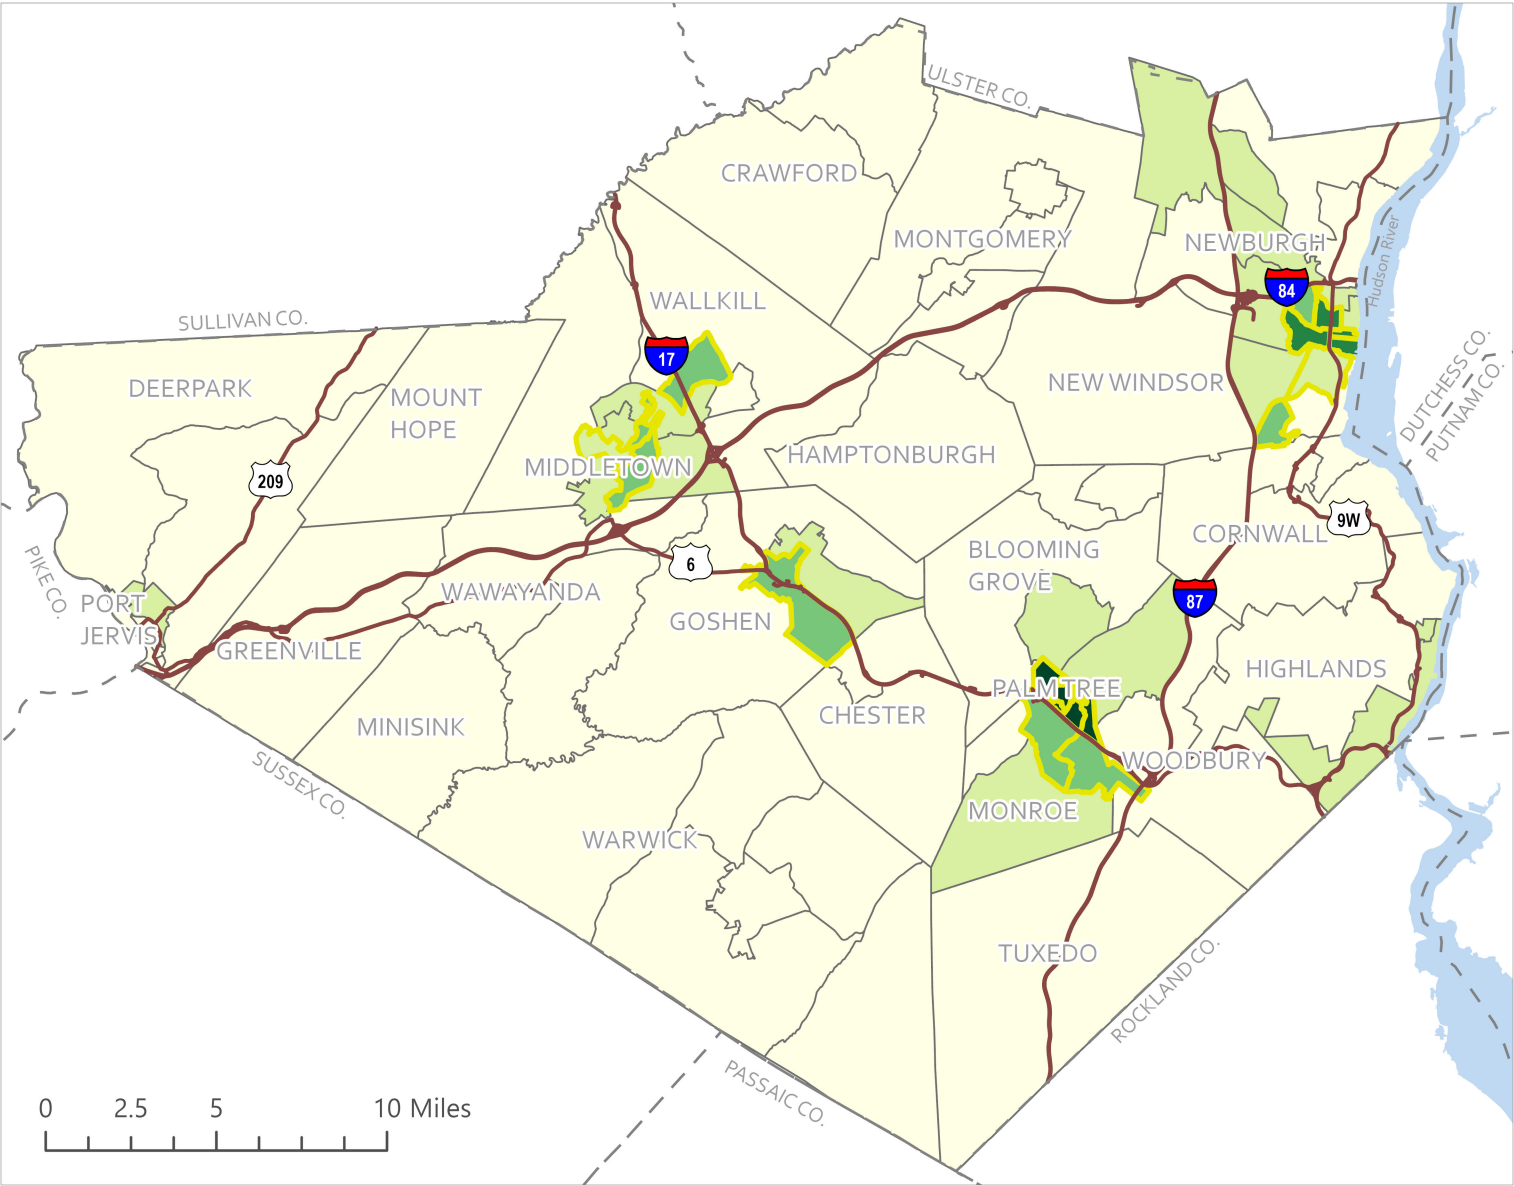 ULSTER CO.
CRAWFORD
MONTGOMERY
NEWBURGH
Hudson River
84
WALLKILL
SULLIVAN CO.
17
DEERPARK
MOUNT
HOPE
NEW WINDSOR
DUTCHESS CO.
PUTNAM CO.
209
MIDDLETOWN
HAMPTONBURGH
9W
CORNWALL
6
BLOOMING
GROVE
PIKE CO.
PORT
JERVIS
WAWAYANDA
87
GOSHEN
GREENVILLE
HIGHLANDS
PALM TREE
CHESTER
MINISINK
WOODBURY
SUSSEX CO.
MONROE
WARWICK
TUXEDO
ROCKLAND CO.
PASSAIC CO.
0 2.5 5 10 Miles